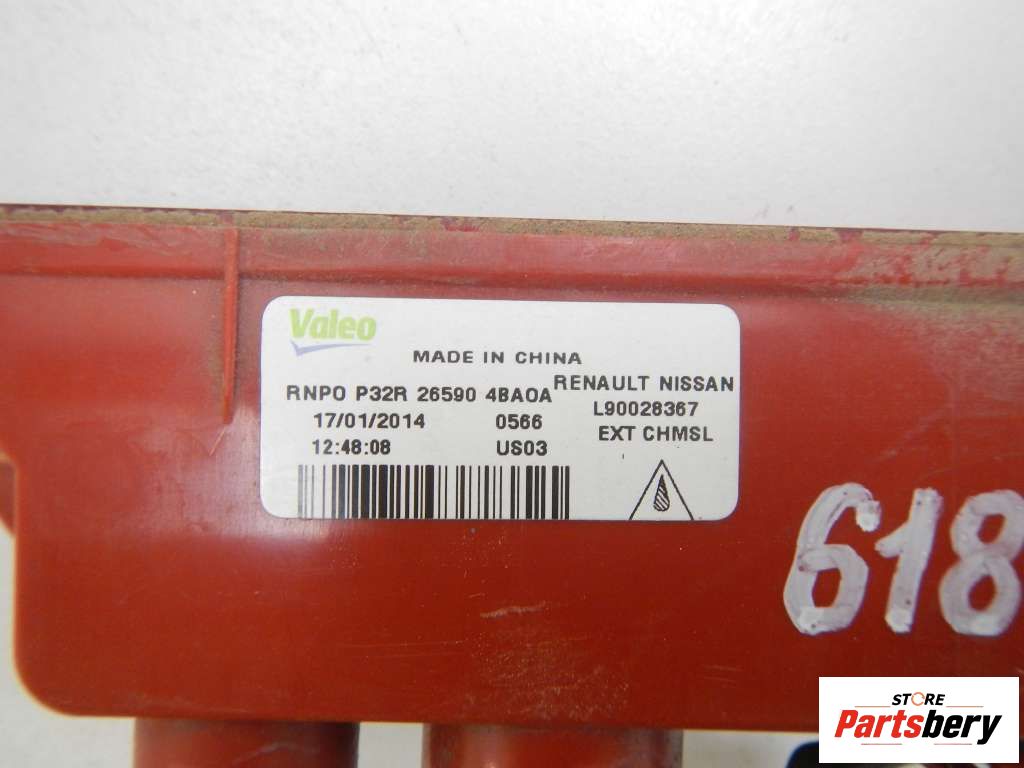 Valeo
MADE IN CHINA
RNPO P32R 26590 4BA0A
RENAULT NISSAN
17/01/2014 0566
L90028367
12:48:08 US03
EXT CHMSL
618
STORE
Partsbery